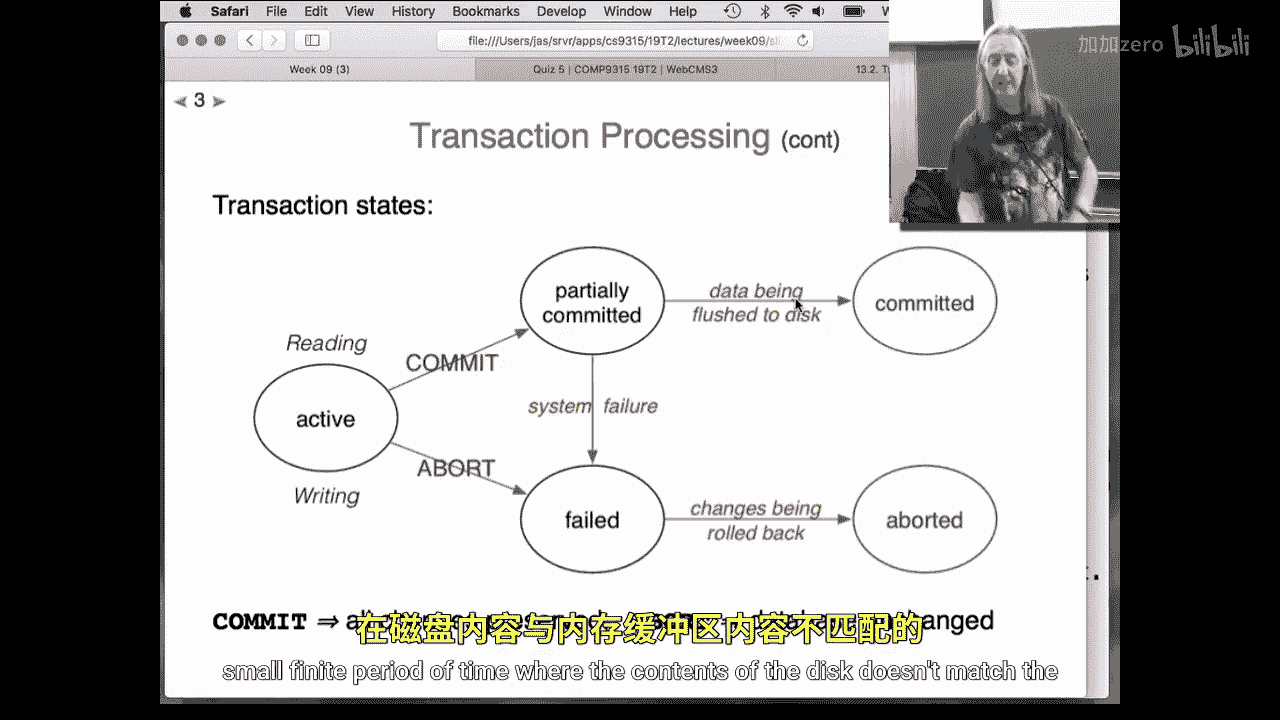 Safari File Edit View History Bookmarks Develop Window Help
file:///Users/jas/srvr/apps/cs9315/19T2/lectures/week09/sli
加加zero bilibili
Week 09 (3)
Quiz 5 | COMP9315 19T2 | WebCMS3
3
Transaction Processing (cont)
Transaction states:
partially
committed
data being
flushed to disk
committed
Reading
COMMIT
active
system failure
ABORT
Writing
failed
changes being
rolled back
aborted
COMMIT ⇒
anged
在磁盘内容与内存缓冲区内容不匹配的
small finite period of time where the contents of the disk doesn't match the